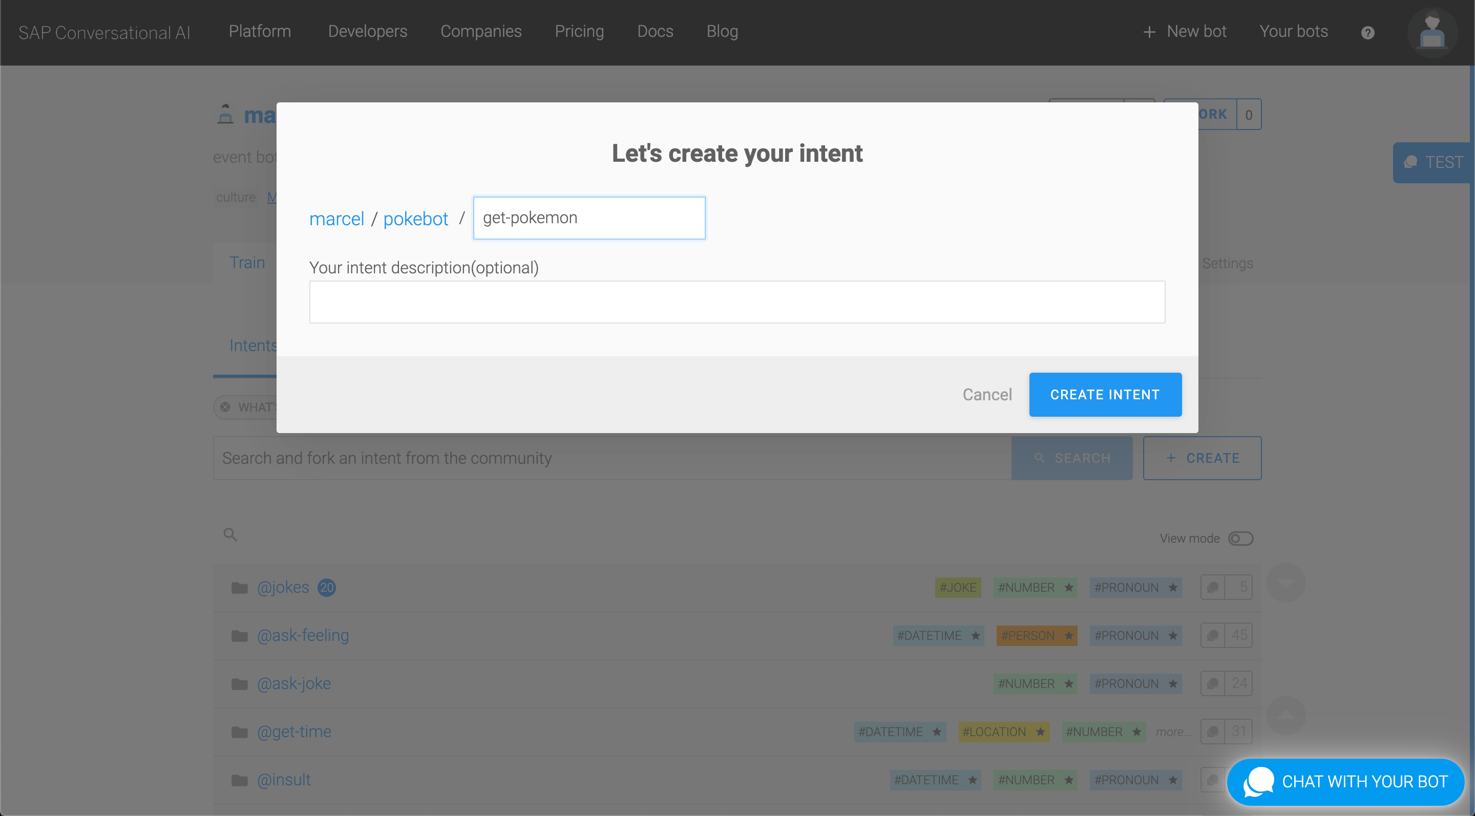 SAP Conversational AI Platform Developers Companies Pricing Docs Blog + New bot Your bots ?
ma
ORK 0
event bot
TEST
culture M
Let's create your intent
marcel / pokebot / get-pokemon
Train
Your intent description(optional)
Settings
Intents
Cancel CREATE INTENT
WHAT'
Search and fork an intent from the community SEARCH + CREATE
View mode
@jokes 20 #JOKE #NUMBER ★ #PRONOUN ★ 5
@ask-feeling #DATETIME ★ #PERSON ★ #PRONOUN ★ 45
@ask-joke #NUMBER ★ #PRONOUN ★ 24
@get-time #DATETIME ★ #LOCATION ★ #NUMBER ★ more... 31
@insult #DATETIME ★ #NUMBER ★ #PRONOUN ★
CHAT WITH YOUR BOT